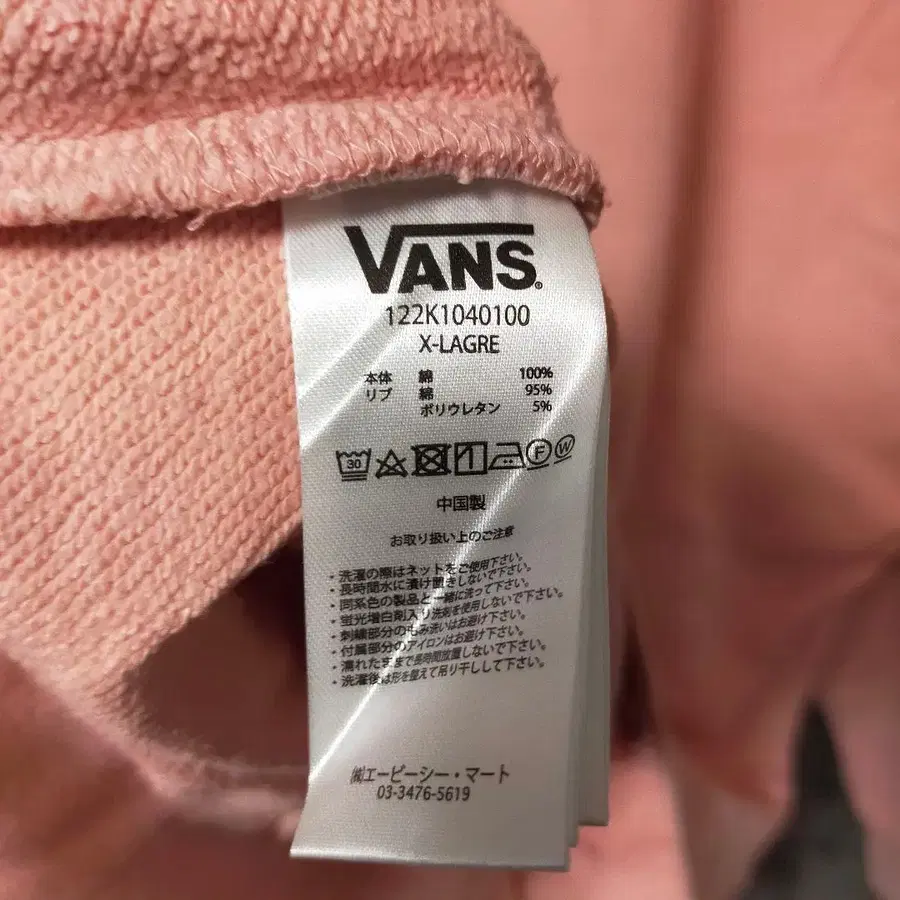 VANS
122K1040100
X-LAGRE
本体 綿 100%
リブ 綿 95%
ポリウレタン 5%
30 F W
中国製
お取り扱い上のご注意
・洗濯の際はネットをご使用下さい。
・長時間水に漬け置きしないで下さい。
・同系色の製品と一緒に洗って下さい。
・蛍光増白剤入り洗剤を使用しないで下さい。
・刺繍部分のもみ洗いはお避け下さい。
・付属部分のアイロンはお避け下さい。
・濡れたままで長時間放置しないで下さい。
・洗濯後は形を整えて吊り干しして下さい。
㈱エービーシー・マート
03-3476-5619